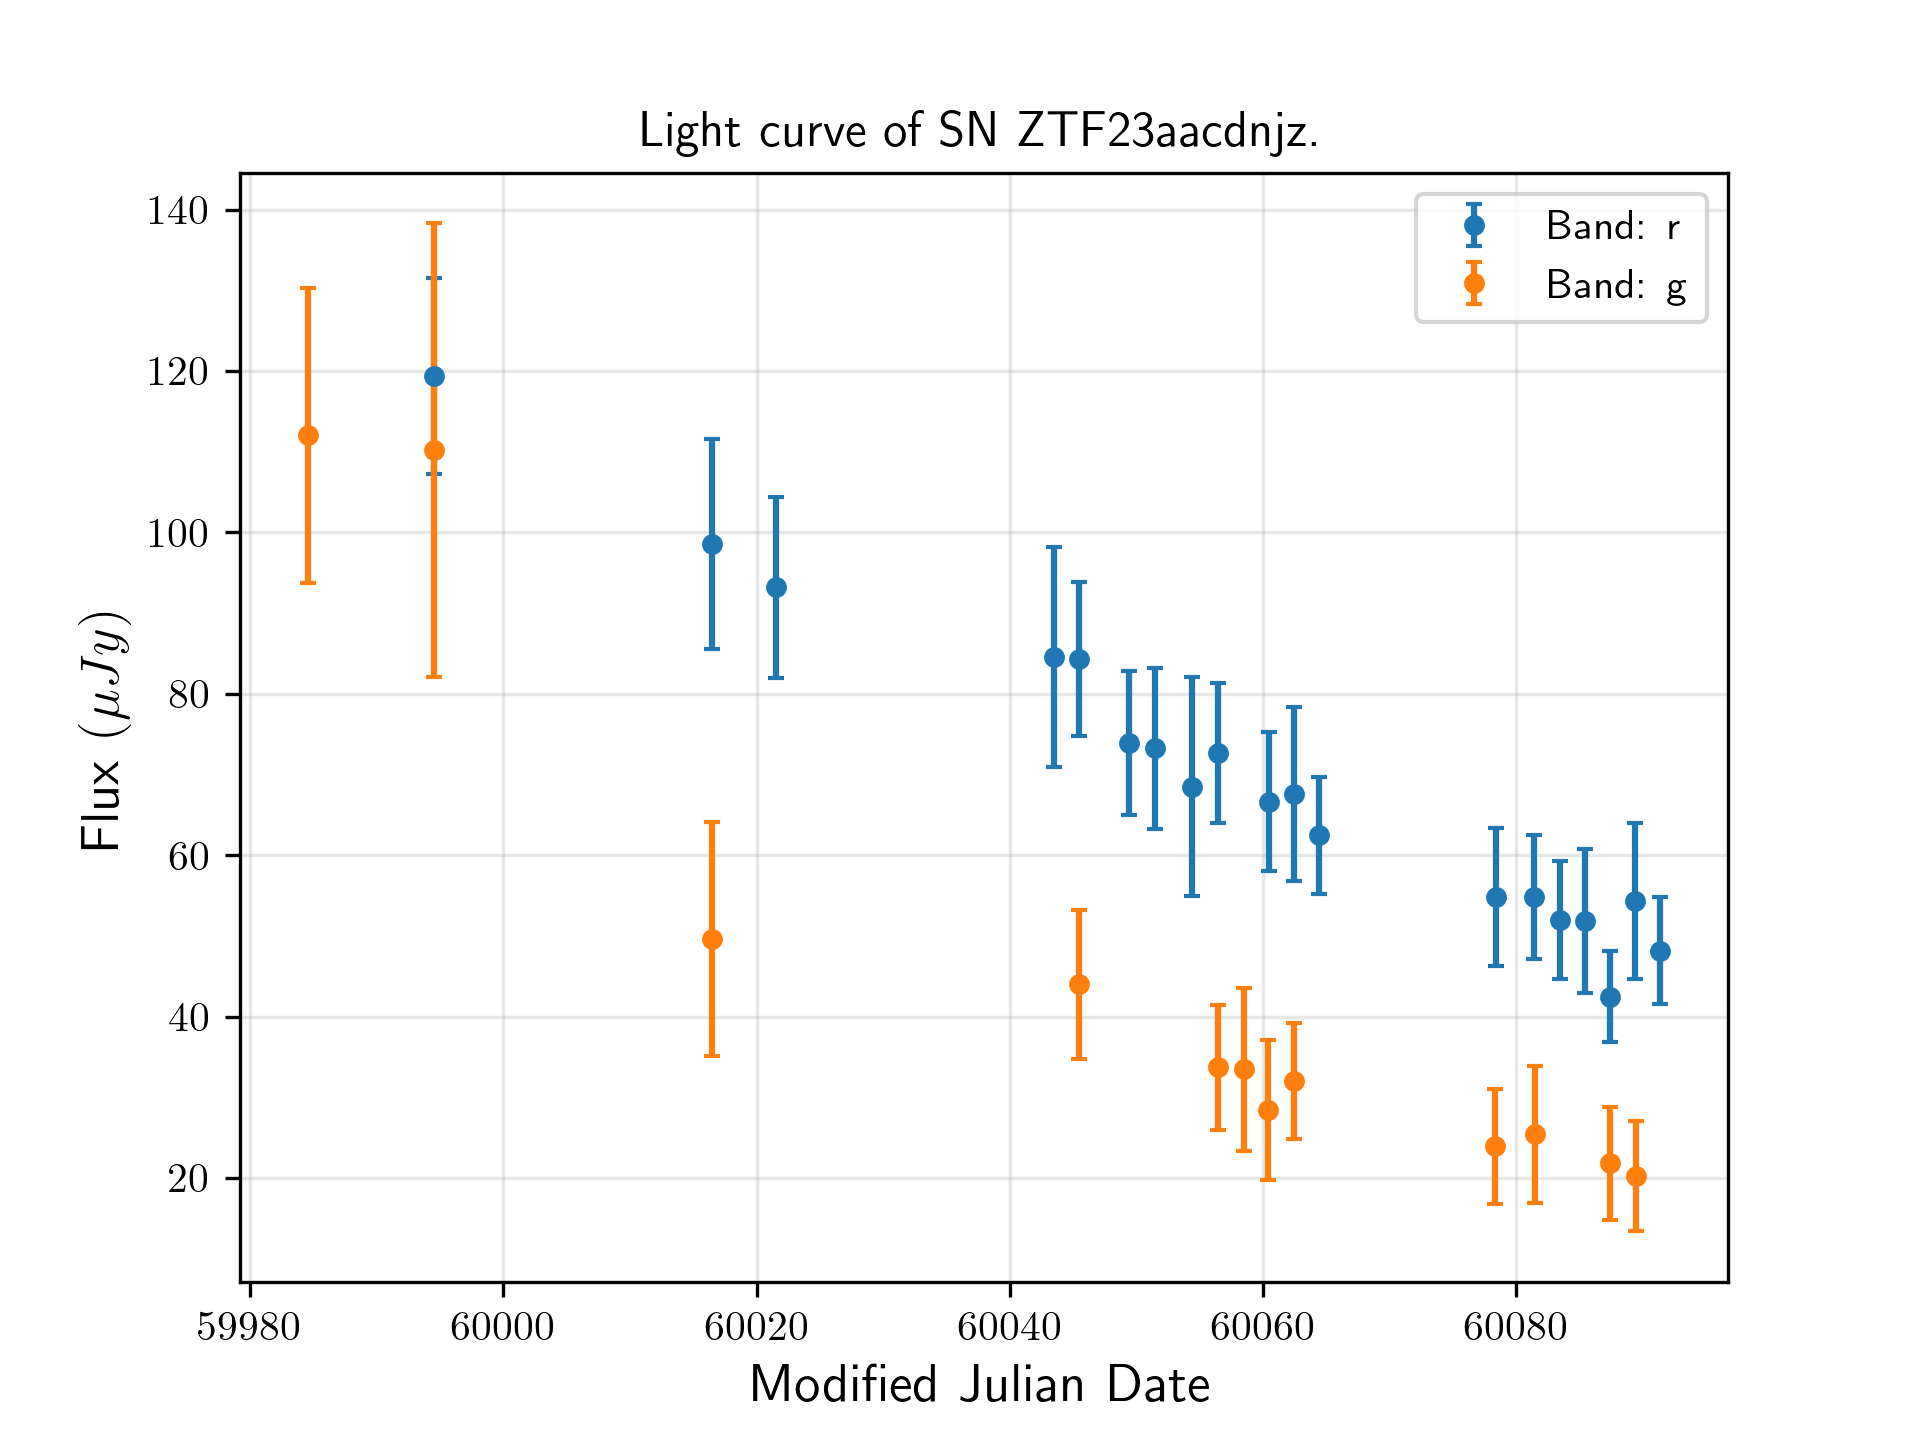 Light curve of SN ZTF23aacdnjz.
140
120
100
80
60
40
20
Flux (μJy)
Band: r
Band: g
59980 60000 60020 60040 60060 60080
Modified Julian Date